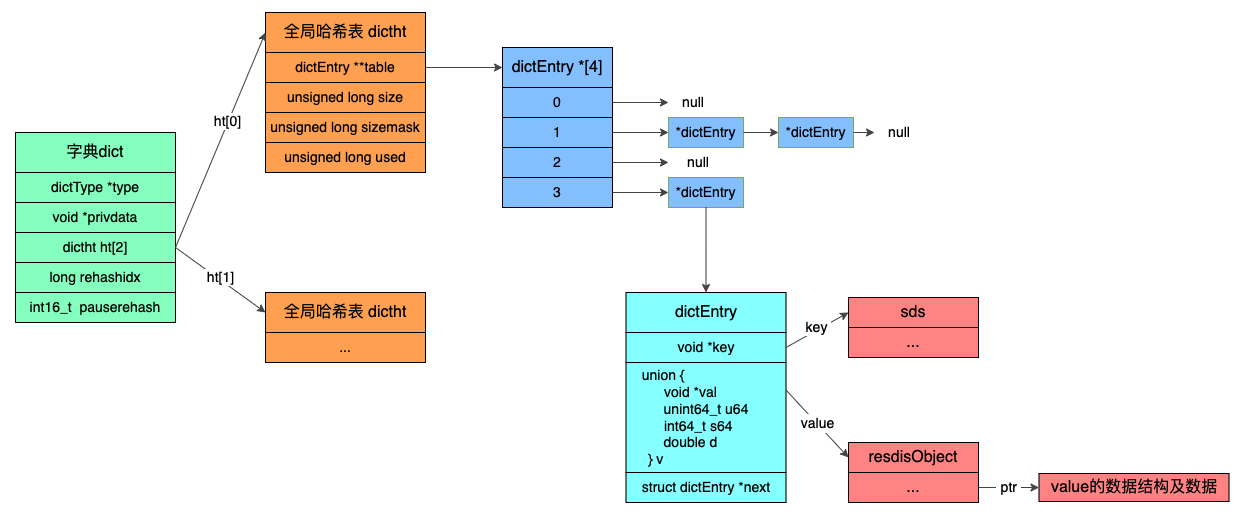 字典dict
dictType *type
void *privdata
dictht ht[2]
long rehashidx
int16_t pauserehash
ht[0]
ht[1]
全局哈希表 dictht
dictEntry **table
unsigned long size
unsigned long sizemask
unsigned long used
全局哈希表 dictht
...
dictEntry *[4]
0
null
1
*dictEntry
*dictEntry
null
2
null
3
*dictEntry
dictEntry
void *key
union {
void *val
unint64_t u64
int64_t s64
double d
} v
struct dictEntry *next
key
sds
...
value
resdisObject
...
ptr
value的数据结构及数据